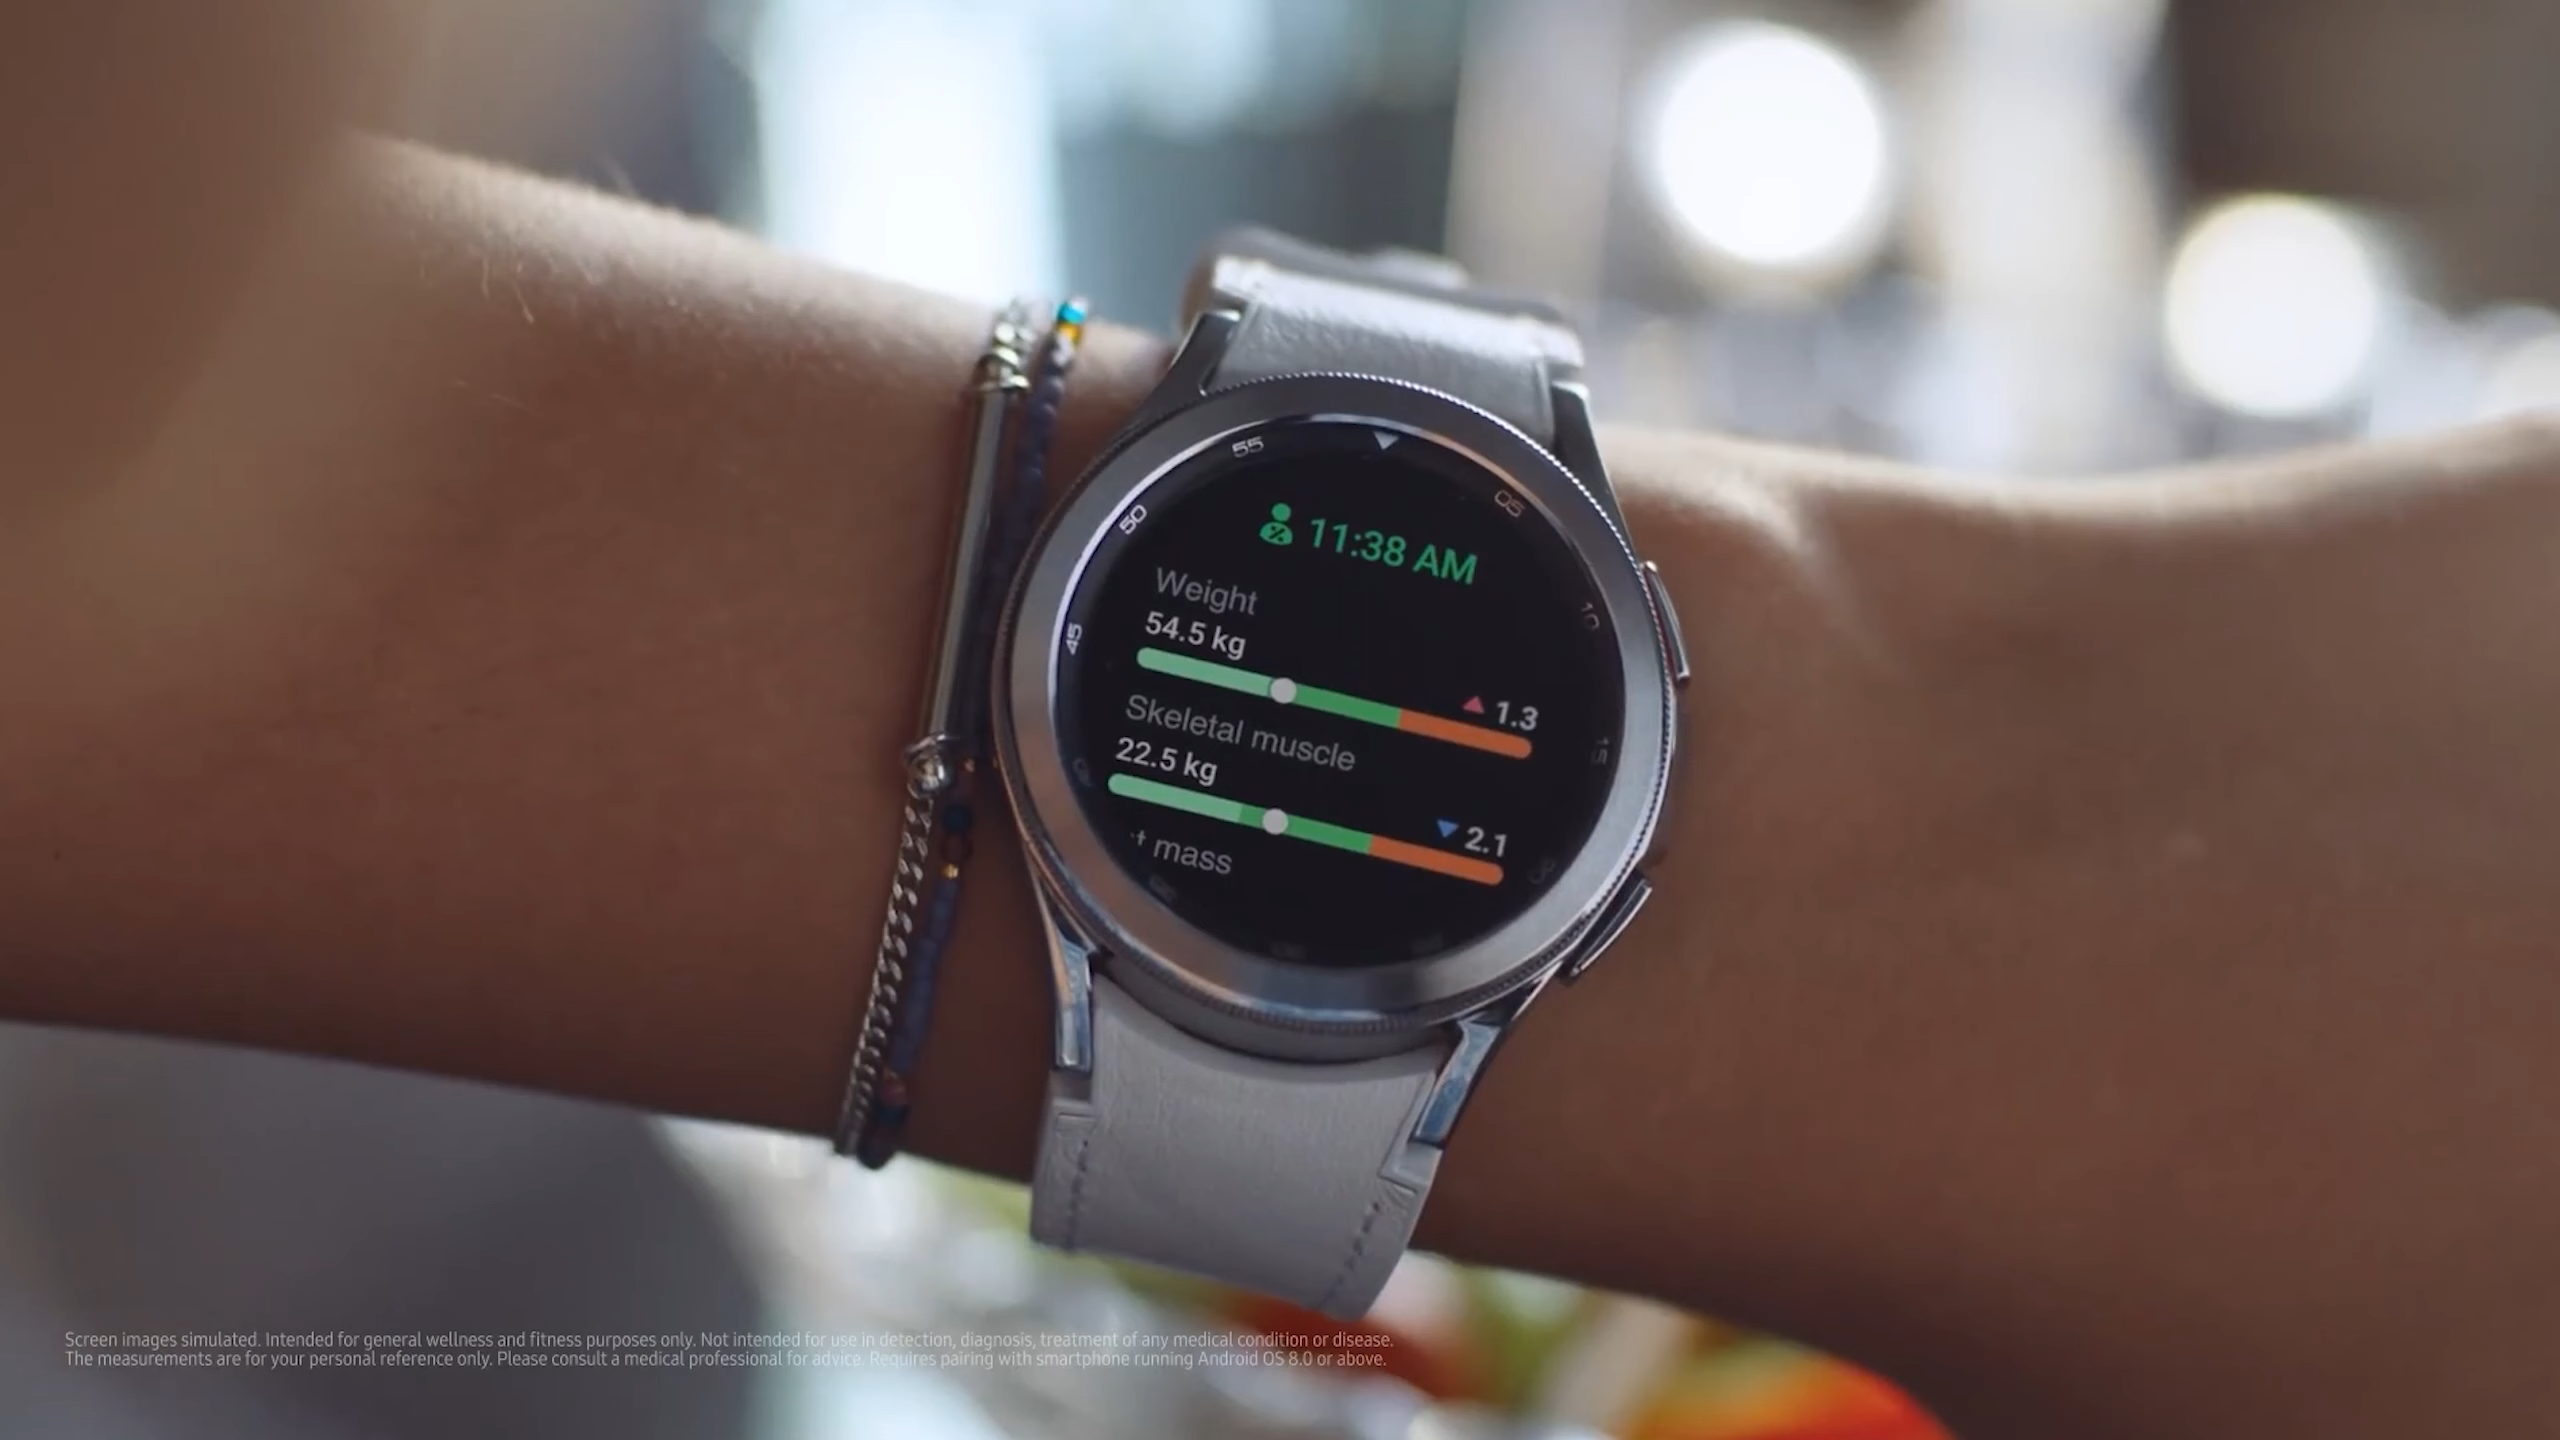 55
05
50
10
45
15
11:38 AM
Weight
54.5 kg
1.3
Skeletal muscle
22.5 kg
2.1
mass
Screen images simulated. Intended for general wellness and fitness purposes only. Not intended for use in detection, diagnosis, treatment of any medical condition or disease.
The measurements are for your personal reference only. Please consult a medical professional for advice. Requires pairing with smartphone running Android OS 8.0 or above.